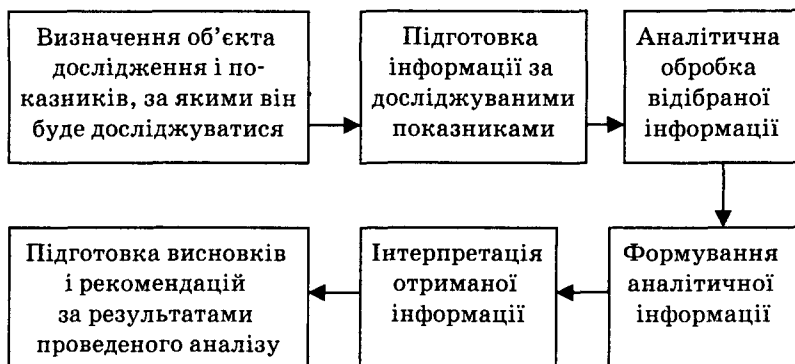 Визначення об’єкта
дослідження і по-
казників, за якими він
буде досліджуватися
Підготовка
інформації за
досліджуваними
показниками
Аналітична
обробка
відібраної
інформації
Формування
аналітичної
інформації
Інтерпретація
отриманої
інформації
Підготовка висновків
і рекомендацій
за результатами
проведеного аналізу